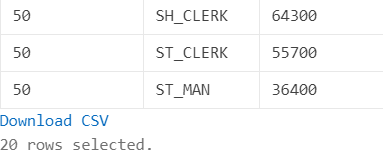 50 SH_CLERK 64300
50 ST_CLERK 55700
50 ST_MAN 36400
Download CSV
20 rows selected.